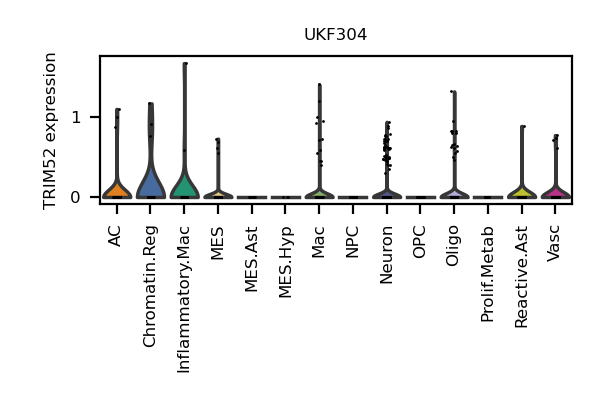 UKF304
TRIM52 expression
1
0
AC
Chromatin.Reg
Inflammatory.Mac
MES
MES.Ast
MES.Hyp
Mac
NPC
Neuron
OPC
Oligo
Prolif.Metab
Reactive.Ast
Vasc